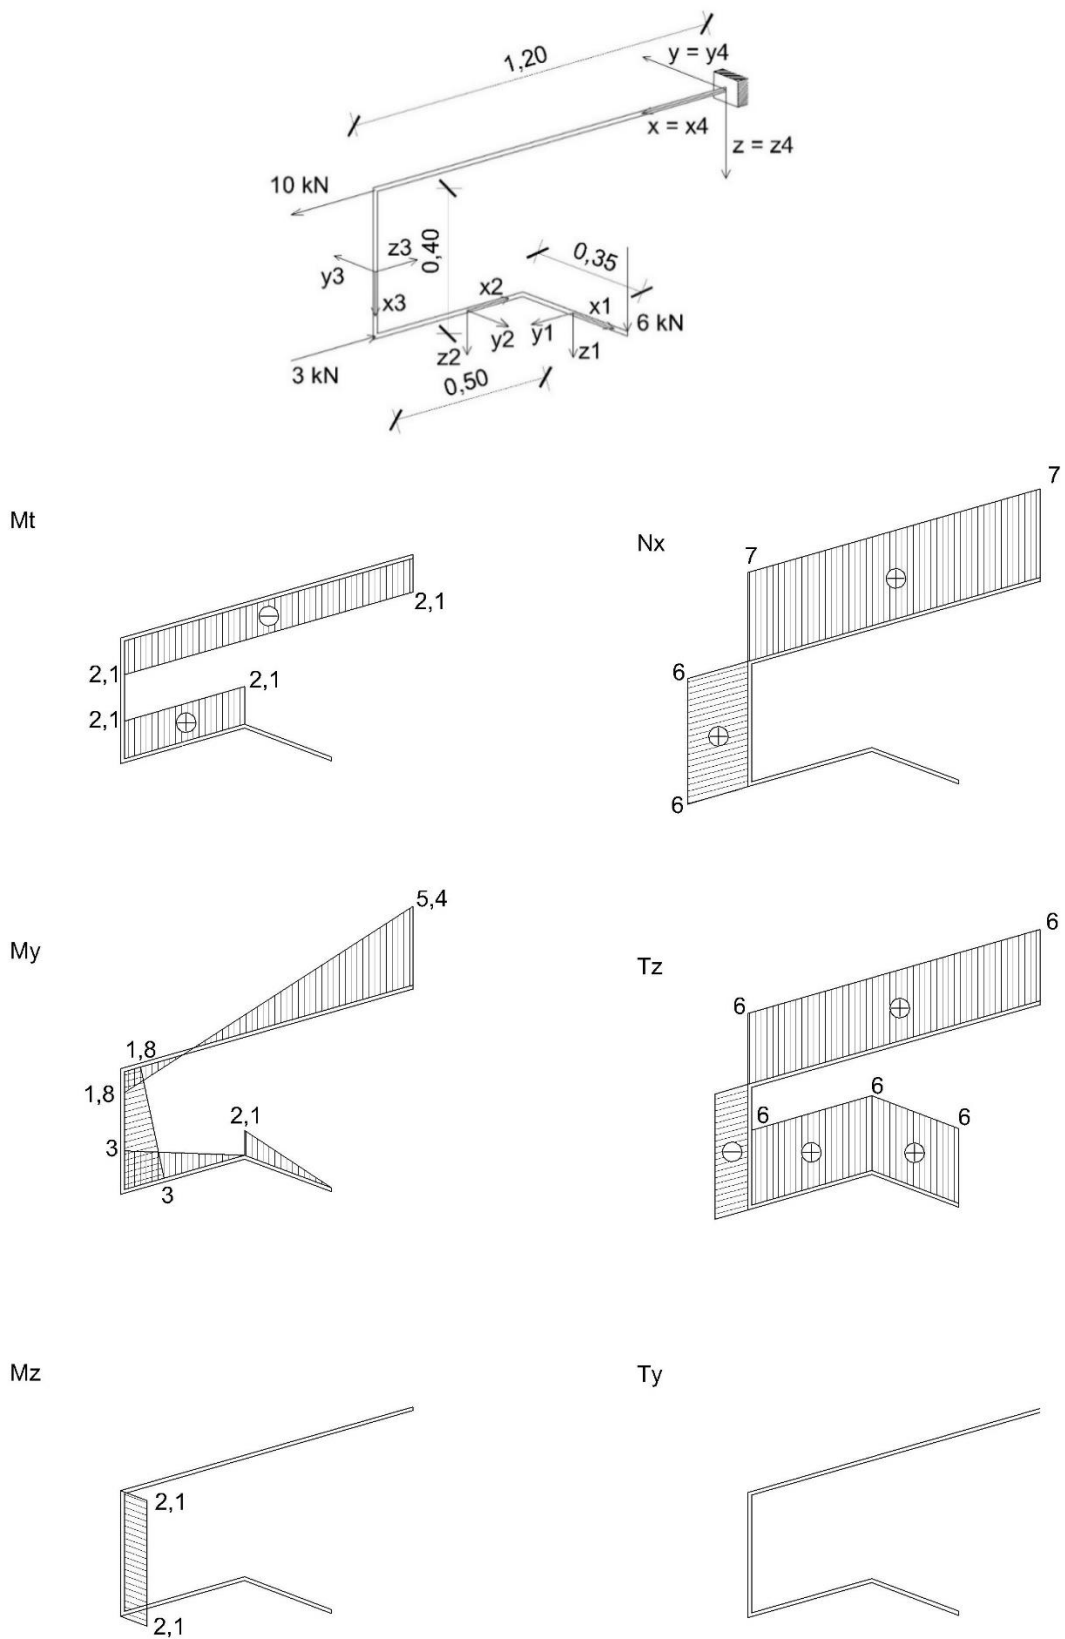 1,20
y = y4
x = x4
z = z4
10 kN
z3
y3
0,40
x3
0,35
x2
x1
6 kN
y2
y1
z2
z1
3 kN
0,50
Mt
2,1
2,1
2,1
2,1
Nx
7
7
6
6
My
5,4
1,8
1,8
2,1
3
3
Tz
6
6
6
6
6
Mz
2,1
2,1
Ty